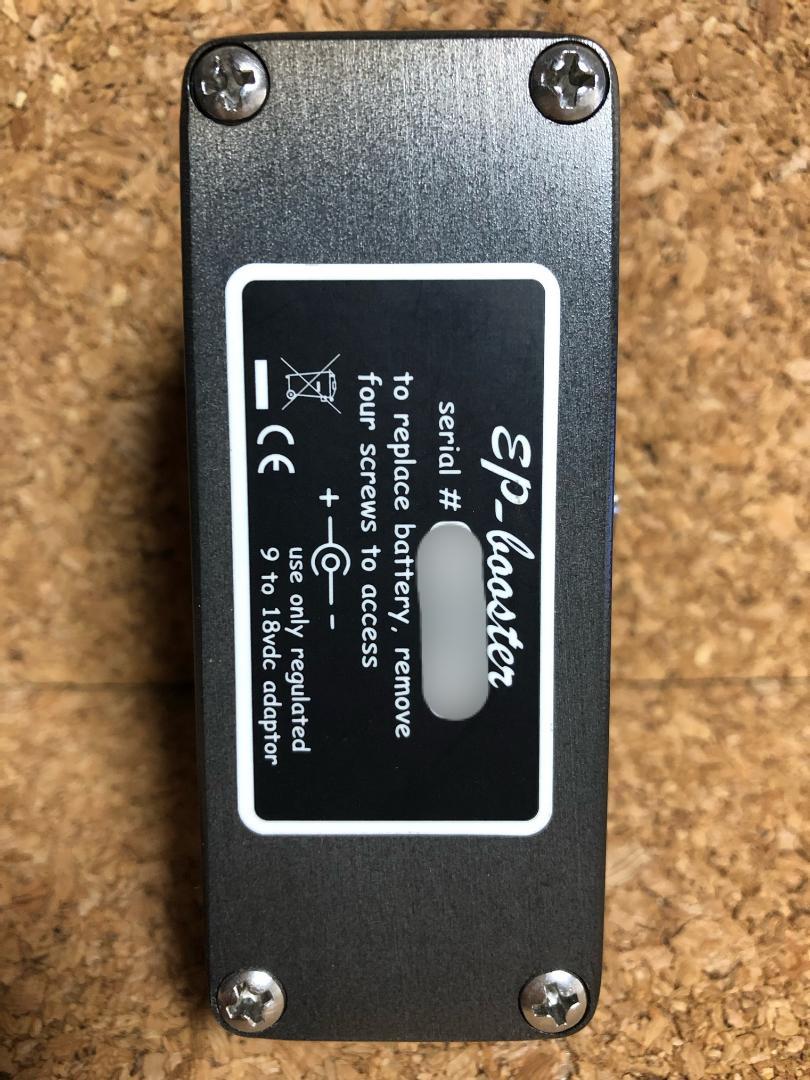 Ep-booster
serial #
to replace battery, remove
four screws to access
+ -
CE
use only regulated
9 to 18vdc adaptor